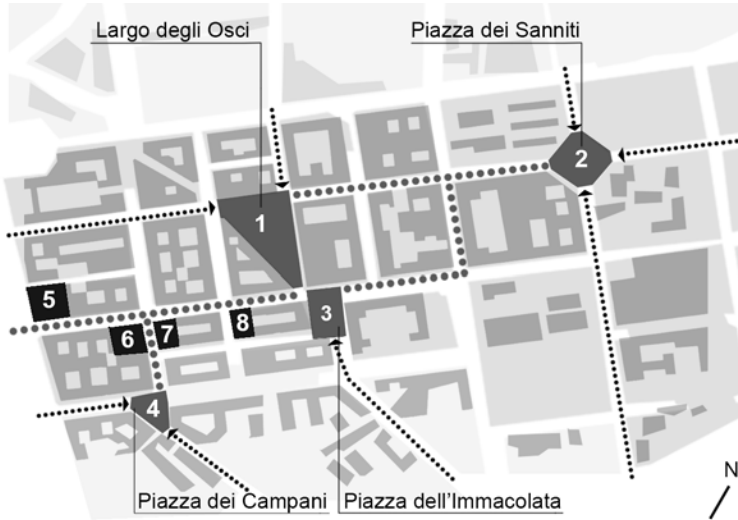 Largo degli Osci
Piazza dei Sanniti
2
1
5
3
6
7
8
4
N
Piazza dei Campani
Piazza dell'Immacolata